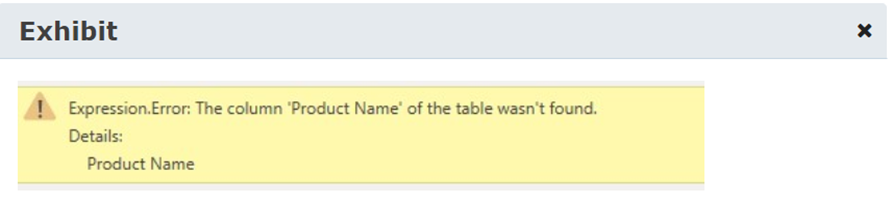 Exhibit
Expression.Error: The column 'Product Name' of the table wasn't found.
Details:
Product Name